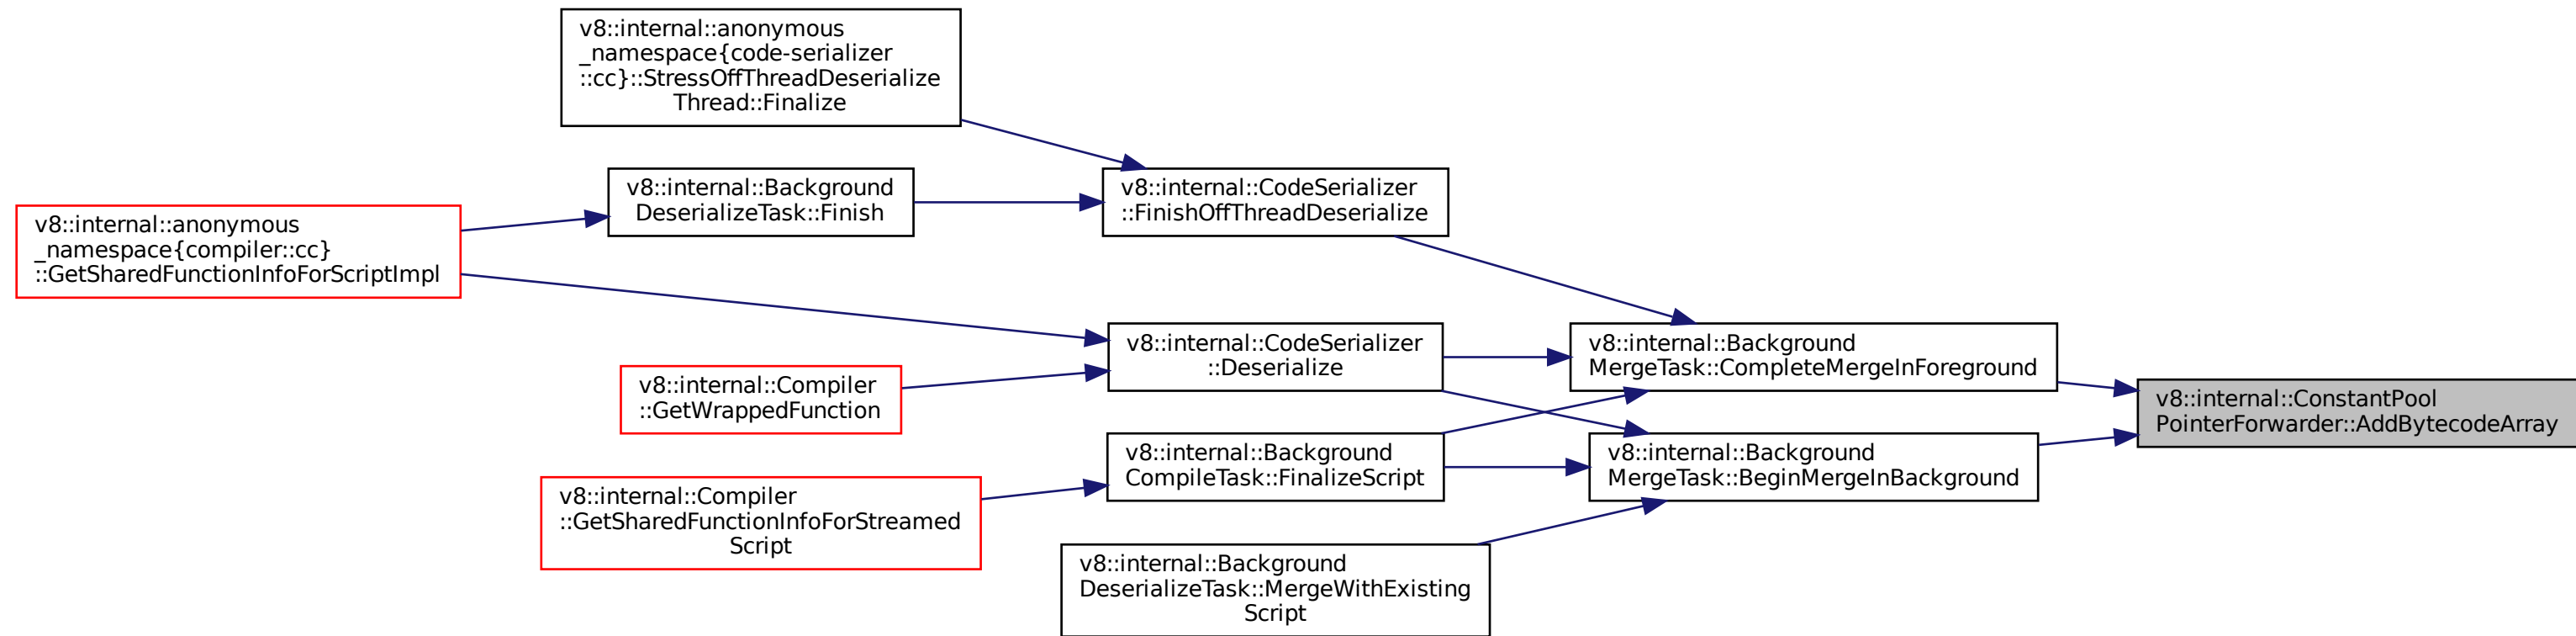 v8::internal::anonymous
_namespace{code-serializer
::cc}::StressOffThreadDeserialize
Thread::Finalize
v8::internal::Background
DeserializeTask::Finish
v8::internal::CodeSerializer
::FinishOffThreadDeserialize
v8::internal::anonymous
_namespace{compiler::cc}
::GetSharedFunctionInfoForScriptImpl
v8::internal::CodeSerializer
::Deserialize
v8::internal::Background
MergeTask::CompleteMergeInForeground
v8::internal::Compiler
::GetWrappedFunction
v8::internal::ConstantPool
PointerForwarder::AddBytecodeArray
v8::internal::Background
CompileTask::FinalizeScript
v8::internal::Background
MergeTask::BeginMergeInBackground
v8::internal::Compiler
::GetSharedFunctionInfoForStreamed
Script
v8::internal::Background
DeserializeTask::MergeWithExisting
Script